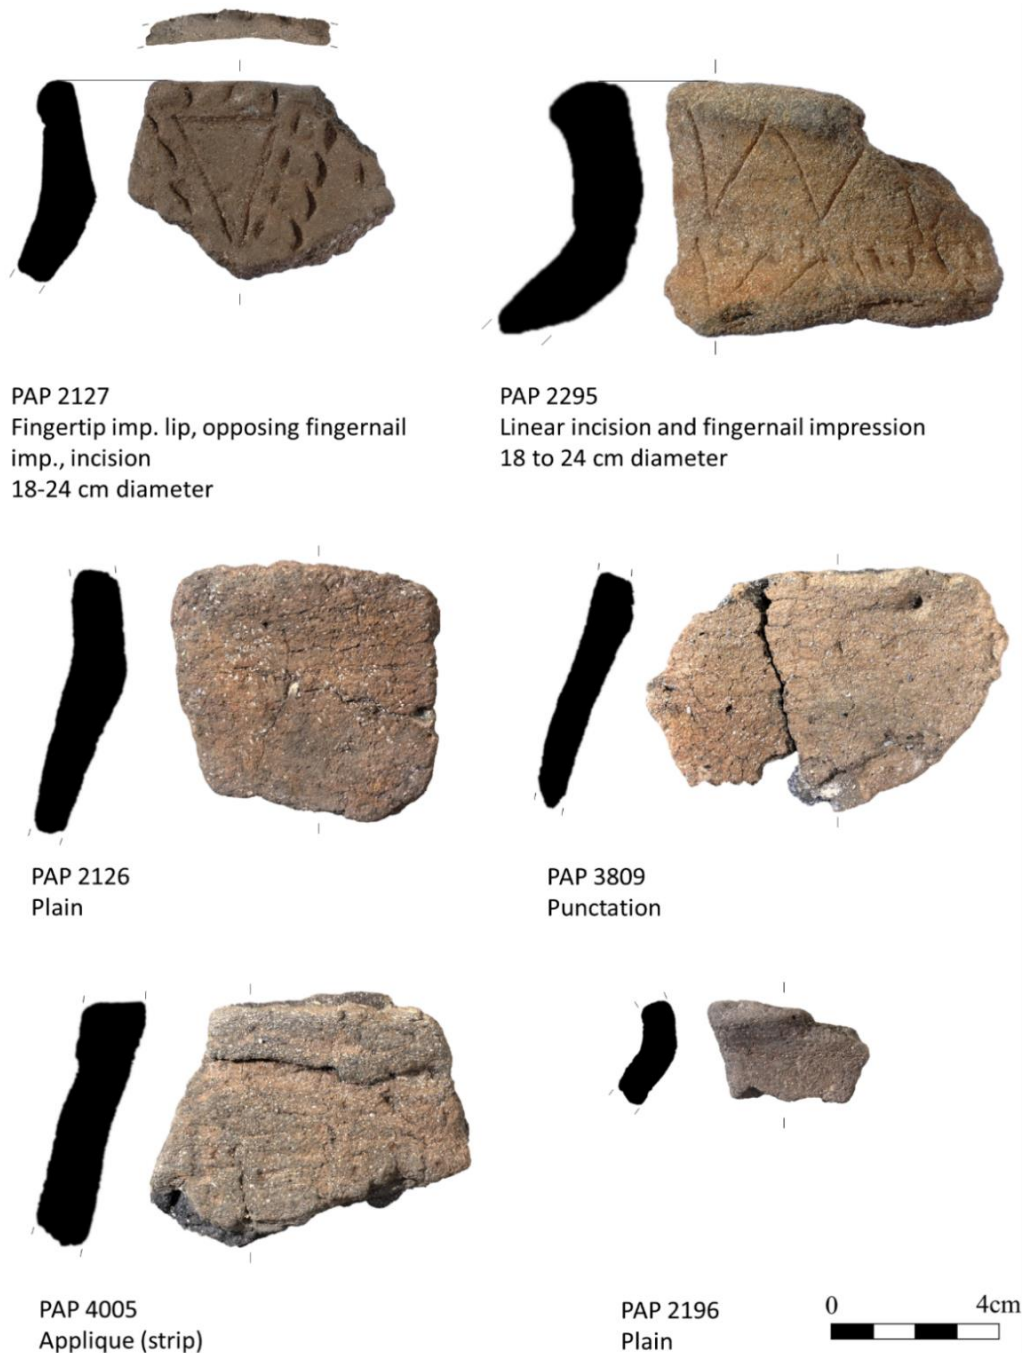 PAP 2127
Fingertip imp. lip, opposing fingernail
imp., incision
18-24 cm diameter
PAP 2295
Linear incision and fingernail impression
18 to 24 cm diameter
PAP 2126
Plain
PAP 3809
Punctation
PAP 4005
Applique (strip)
PAP 2196
Plain
0 4cm